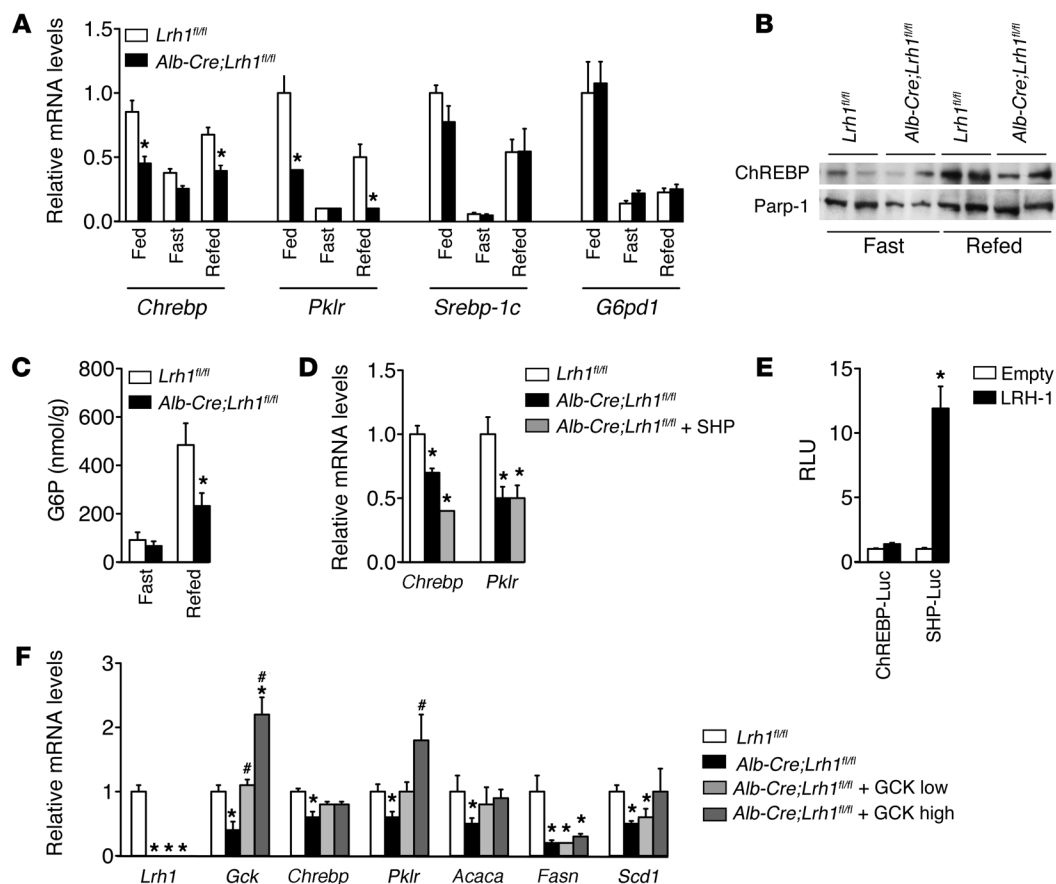 A
Relative mRNA levels
Lrh1fl/fl
Alb-Cre;Lrh1fl/fl
1.5
1.0
0.5
0.0
* * * *
Fed Fast Refed Fed Fast Refed Fed Fast Refed Fed Fast Refed
Chrebp Pklr Srebp-1c G6pd1
B
Lrh1fl/fl Alb-Cre;Lrh1fl/fl Lrh1fl/fl Alb-Cre;Lrh1fl/fl
ChREBP
Parp-1
Fast Refed
C
G6P (nmol/g)
Lrh1fl/fl
Alb-Cre;Lrh1fl/fl
800
600
400
200
0
*
Fast Refed
D
Relative mRNA levels
Lrh1fl/fl
Alb-Cre;Lrh1fl/fl
Alb-Cre;Lrh1fl/fl + SHP
1.5
1.0
0.5
0.0
* * * *
Chrebp Pklr
E
RLU
Empty
LRH-1
15
10
5
0
*
ChREBP-Luc SHP-Luc
F
Relative mRNA levels
3
2
1
0
* * * * # # * * * # * * * * * *
Lrh1 Gck Chrebp Pklr Acaca Fasn Scd1
Lrh1fl/fl
Alb-Cre;Lrh1fl/fl
Alb-Cre;Lrh1fl/fl + GCK low
Alb-Cre;Lrh1fl/fl + GCK high